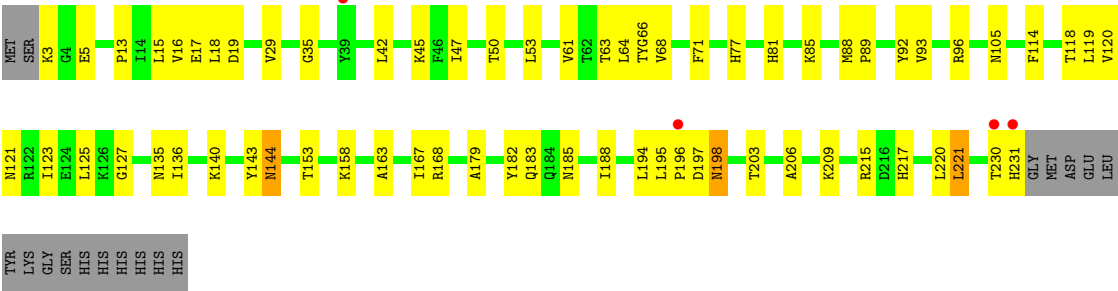 MET SER K3 G4 E5 P13 I14 L15 V16 E17 L18 D19 V29 G35 Y39 L42 K45 F46 I47 T50 L53 V61 T62 T63 L64 TYG66 V68 F71 H77 H81 K85 M88 P89 Y92 V93 R96 N105 F114 T118 L119 V120
N121 R122 I123 E124 L125 K126 G127 N135 I136 K140 Y143 N144 T153 K158 A163 I167 R168 A179 Y182 Q183 Q184 N185 I188 L194 L195 P196 D197 N198 T203 A206 K209 R215 D216 H217 L220 L221 T230 H231 GLY MET ASP GLU LEU
TYR LYS GLY SER HIS HIS HIS HIS HIS HIS